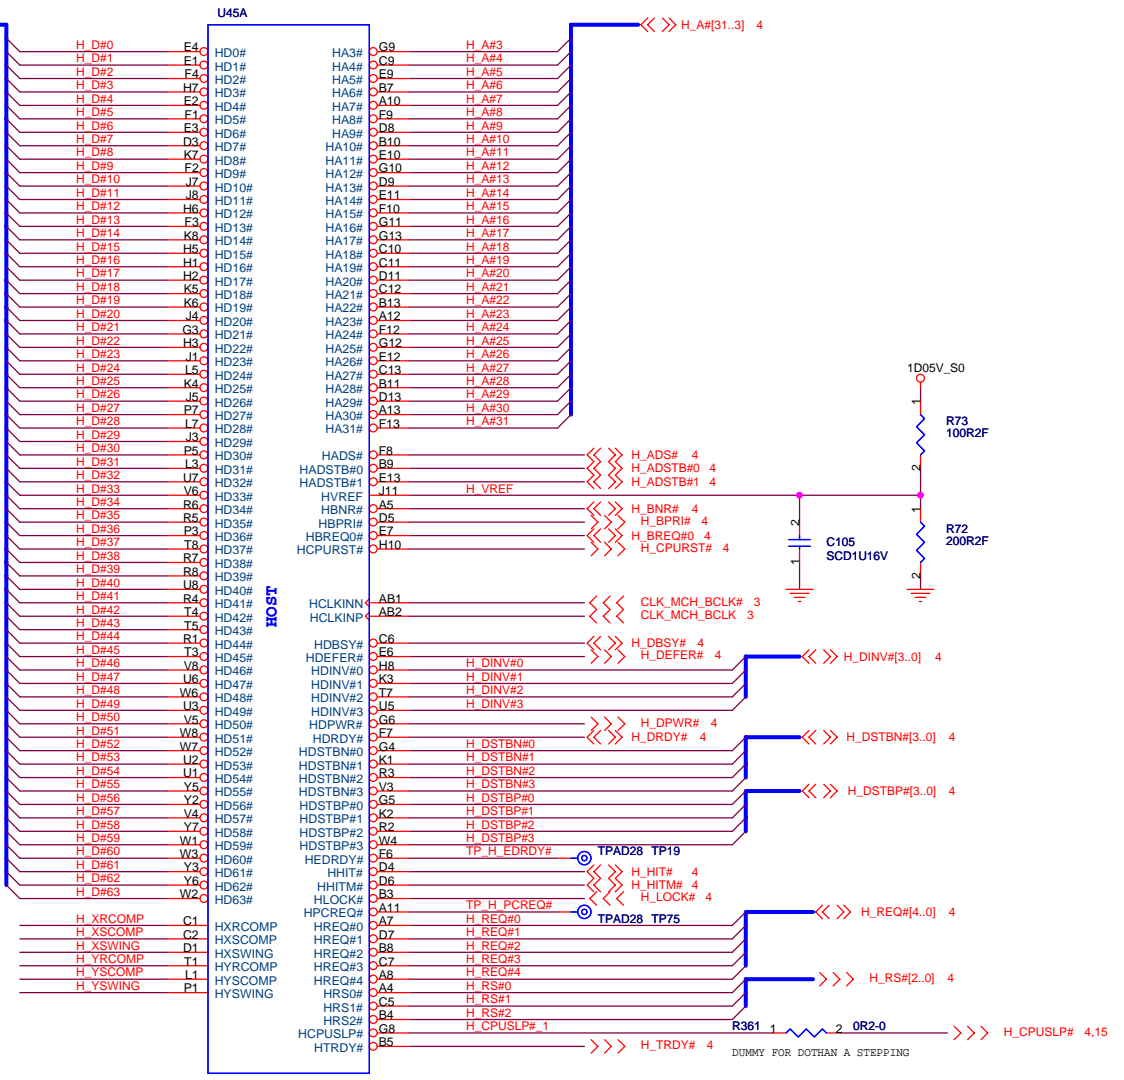 U45A
H_A#[31..3] 4
H_D#0 E4 HD0# HA3# G9 H_A#3
H_D#1 E1 HD1# HA4# C9 H_A#4
H_D#2 F4 HD2# HA5# E9 H_A#5
H_D#3 H7 HD3# HA6# B7 H_A#6
H_D#4 E2 HD4# HA7# A10 H_A#7
H_D#5 F1 HD5# HA8# F9 H_A#8
H_D#6 E3 HD6# HA9# D8 H_A#9
H_D#7 D3 HD7# HA10# B10 H_A#10
H_D#8 K7 HD8# HA11# E10 H_A#11
H_D#9 F2 HD9# HA12# G10 H_A#12
H_D#10 J7 HD10# HA13# D9 H_A#13
H_D#11 J8 HD11# HA14# E11 H_A#14
H_D#12 H6 HD12# HA15# F10 H_A#15
H_D#13 F3 HD13# HA16# G11 H_A#16
H_D#14 K8 HD14# HA17# G13 H_A#17
H_D#15 H5 HD15# HA18# C10 H_A#18
H_D#16 H1 HD16# HA19# C11 H_A#19
H_D#17 H2 HD17# HA20# D11 H_A#20
H_D#18 K5 HD18# HA21# C12 H_A#21
H_D#19 K6 HD19# HA22# B13 H_A#22
H_D#20 J4 HD20# HA23# A12 H_A#23
H_D#21 G3 HD21# HA24# F12 H_A#24
H_D#22 H3 HD22# HA25# G12 H_A#25
H_D#23 J1 HD23# HA26# E12 H_A#26
H_D#24 L5 HD24# HA27# C13 H_A#27
H_D#25 K4 HD25# HA28# B11 H_A#28
H_D#26 J5 HD26# HA29# D13 H_A#29
H_D#27 P7 HD27# HA30# A13 H_A#30
H_D#28 L7 HD28# HA31# F13 H_A#31
H_D#29 J3 HD29#
H_D#30 P5 HD30# HADS# F8 H_ADS# 4
H_D#31 L3 HD31# HADSTB#0 B9 H_ADSTB#0 4
H_D#32 U7 HD32# HADSTB#1 E13 H_ADSTB#1 4
H_D#33 V6 HD33# HVREF J11 H_VREF
H_D#34 R6 HD34# HBNR# A5 H_BNR# 4
H_D#35 R5 HD35# HBPRI# D5 H_BPRI# 4
H_D#36 P3 HD36# HBREQ0# E7 H_BREQ#0 4
H_D#37 T8 HD37# HCPURST# H10 H_CPURST# 4
H_D#38 R7 HD38#
H_D#39 R8 HD39#
H_D#40 U8 HD40#
H_D#41 R4 HD41# HCLKINN AB1 CLK_MCH_BCLK# 3
H_D#42 T4 HD42# HCLKINP AB2 CLK_MCH_BCLK 3
H_D#43 T5 HD43#
H_D#44 R1 HD44# HDBSY# C6 H_DBSY# 4
H_D#45 T3 HD45# HDEFER# E6 H_DEFER# 4
H_D#46 V8 HD46# HDINV#0 H8 H_DINV#0
H_D#47 U6 HD47# HDINV#1 K3 H_DINV#1
H_D#48 W6 HD48# HDINV#2 T7 H_DINV#2
H_D#49 U3 HD49# HDINV#3 U5 H_DINV#3
H_D#50 V5 HD50# HDPWR# G6 H_DPWR# 4
H_D#51 W8 HD51# HDRDY# F7 H_DRDY# 4
H_D#52 W7 HD52# HDSTBN#0 G4 H_DSTBN#0
H_D#53 U2 HD53# HDSTBN#1 K1 H_DSTBN#1
H_D#54 U1 HD54# HDSTBN#2 R3 H_DSTBN#2
H_D#55 Y5 HD55# HDSTBN#3 V3 H_DSTBN#3
H_D#56 Y2 HD56# HDSTBP#0 G5 H_DSTBP#0
H_D#57 V4 HD57# HDSTBP#1 K2 H_DSTBP#1
H_D#58 Y7 HD58# HDSTBP#2 R2 H_DSTBP#2
H_D#59 W1 HD59# HDSTBP#3 W4 H_DSTBP#3
H_D#60 W3 HD60# HEDRDY# F6 TP_H_EDRDY# TPAD28 TP19
H_D#61 Y3 HD61# HHIT# D4 H_HIT# 4
H_D#62 Y6 HD62# HHITM# D6 H_HITM# 4
H_D#63 W2 HD63# HLOCK# B3 H_LOCK# 4
HPCREQ# A11 TP_H_PCREQ# TPAD28 TP75
H_XRCOMP C1 HXRCOMP HREQ#0 A7 H_REQ#0
H_XSCOMP C2 HXSCOMP HREQ#1 D7 H_REQ#1
H_XSWING D1 HXSWING HREQ#2 B8 H_REQ#2
H_YRCOMP T1 HYRCOMP HREQ#3 C7 H_REQ#3
H_YSCOMP L1 HYSCOMP HREQ#4 A8 H_REQ#4
H_YSWING P1 HYSWING HRS0# A4 H_RS#0
HRS1# C5 H_RS#1
HRS2# B4 H_RS#2
HCPUSLP# G8 H_CPUSLP#_1 R361 1 2 0R2-0 H_CPUSLP# 4,15
HTRDY# B5 H_TRDY# 4
DUMMY FOR DOTHAN A STEPPING
HOST
1D05V_S0
1
R73
100R2F
2
1
R72
200R2F
2
2
C105
SCD1U16V
1
H_DINV#[3..0] 4
H_DSTBN#[3..0] 4
H_DSTBP#[3..0] 4
H_REQ#[4..0] 4
H_RS#[2..0] 4